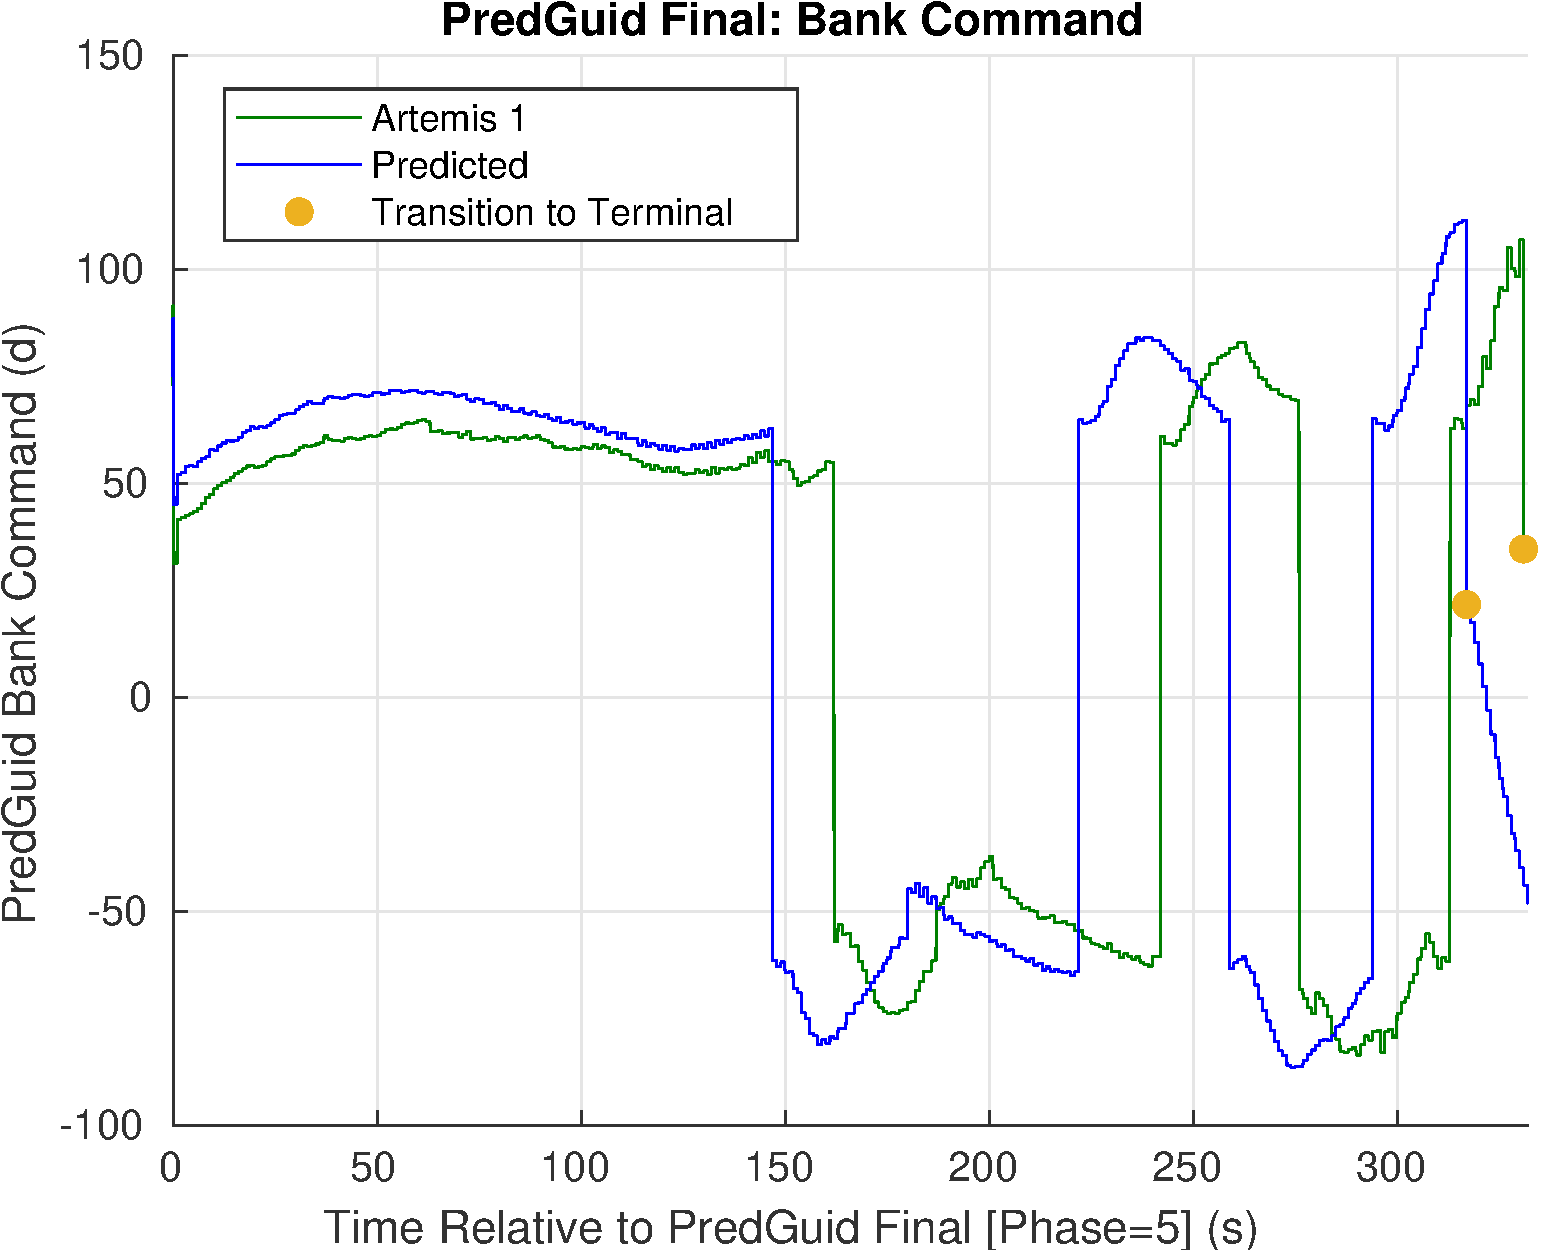 PredGuid Final: Bank Command
150
100
50
0
-50
-100
PredGuid Bank Command (d)
Artemis 1
Predicted
Transition to Terminal
0 50 100 150 200 250 300
Time Relative to PredGuid Final [Phase=5] (s)